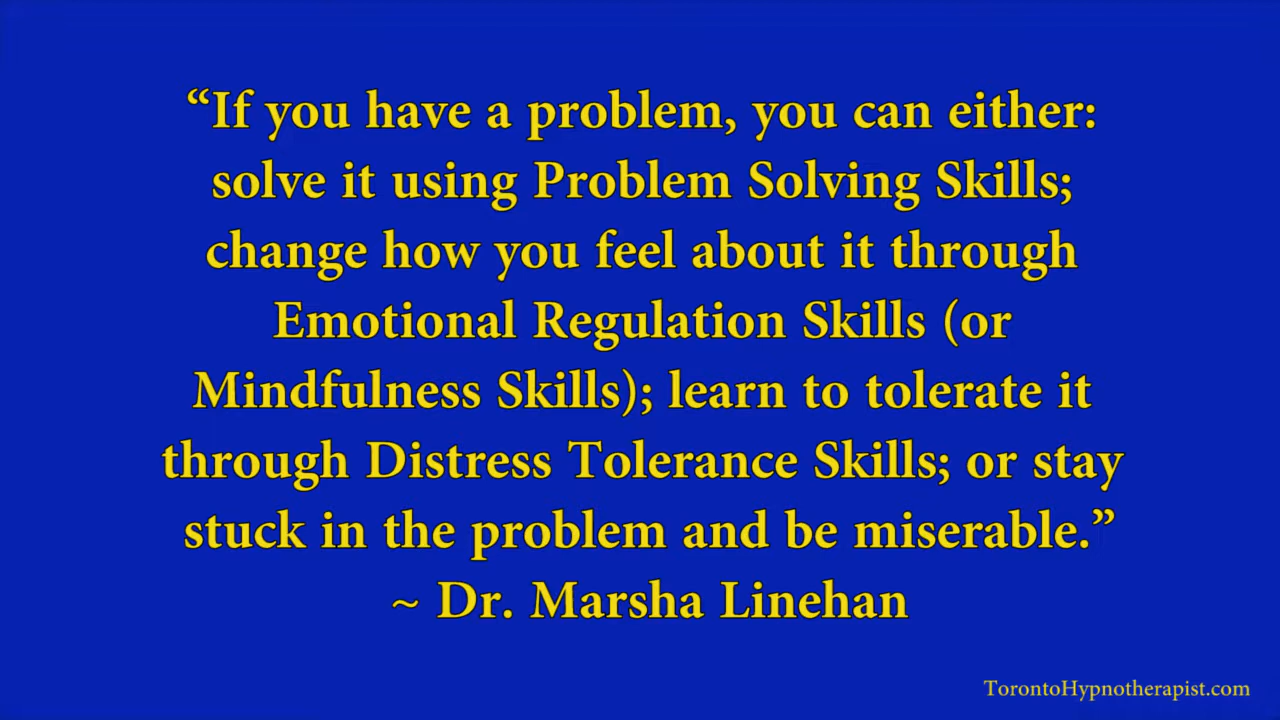 “If you have a problem, you can either:
solve it using Problem Solving Skills;
change how you feel about it through
Emotional Regulation Skills (or
Mindfulness Skills); learn to tolerate it
through Distress Tolerance Skills; or stay
stuck in the problem and be miserable.”
~ Dr. Marsha Linehan
TorontoHypnotherapist.com